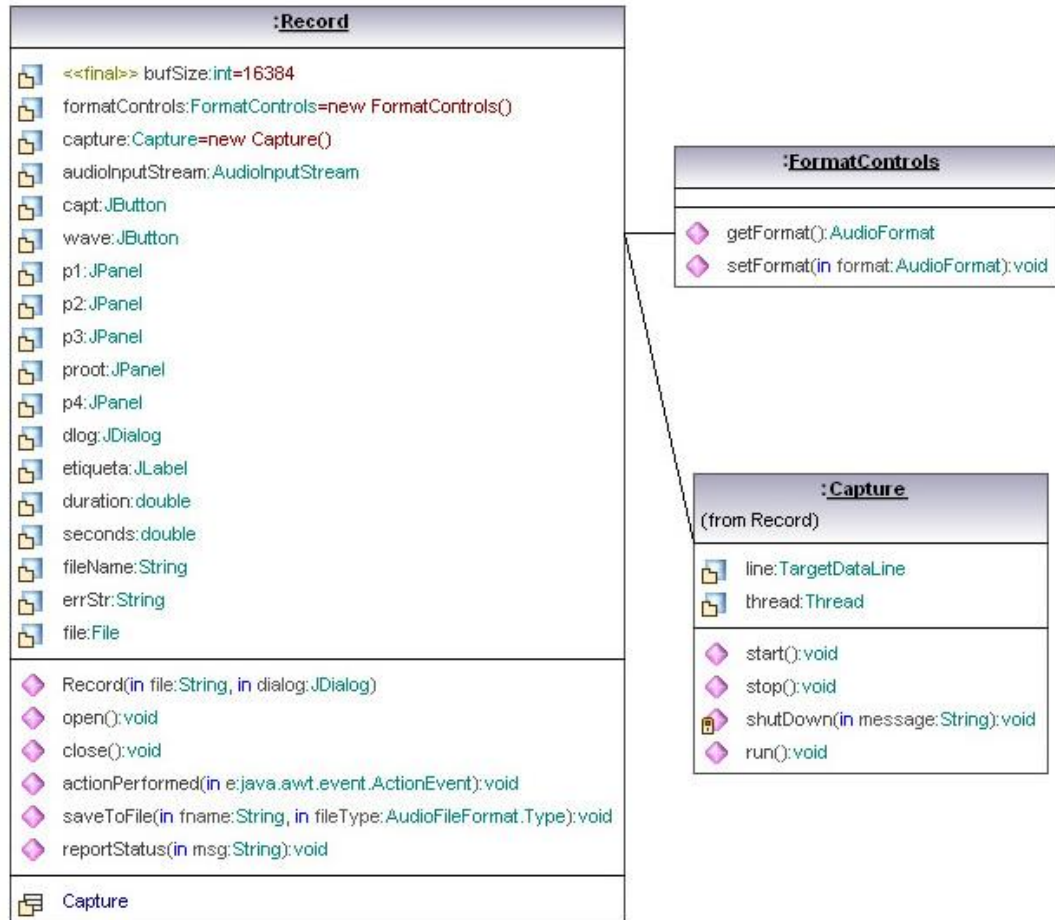 :Record
<<final>> bufSize:int=16384
formatControls:FormatControls=new FormatControls()
capture:Capture=new Capture()
audioInputStream:AudioInputStream
capt:JButton
wave:JButton
p1:JPanel
p2:JPanel
p3:JPanel
proot:JPanel
p4:JPanel
dlog:JDialog
etiqueta:JLabel
duration:double
seconds:double
fileName:String
errStr:String
file:File
Record(in file:String, in dialog:JDialog)
open():void
close():void
actionPerformed(in e:java.awt.event.ActionEvent):void
saveToFile(in fname:String, in fileType:AudioFileFormat.Type):void
reportStatus(in msg:String):void
Capture
:FormatControls
getFormat():AudioFormat
setFormat(in format:AudioFormat):void
:Capture
(from Record)
line:TargetDataLine
thread:Thread
start():void
stop():void
shutDown(in message:String):void
run():void